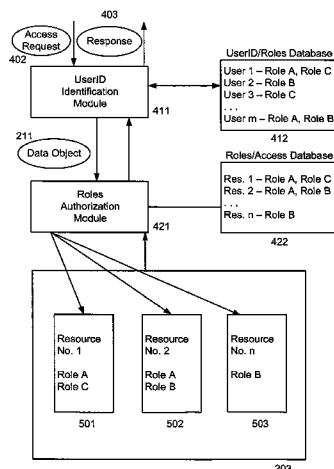 403
Access
Request
Response
402
UserID
Identification
Module
411
UserID/Roles Database
User 1 – Role A, Role C
User 2 – Role B
User 3 – Role C
. . .
User m – Role A, Role B
412
211
Data Object
Roles
Authorization
Module
421
Roles/Access Database
Res. 1 – Role A, Role C
Res. 2 – Role A, Role B
. . .
Res. n – Role B
422
Resource
No. 1
Role A
Role C
501
Resource
No. 2
Role A
Role B
502
Resource
No. n
Role B
503
203